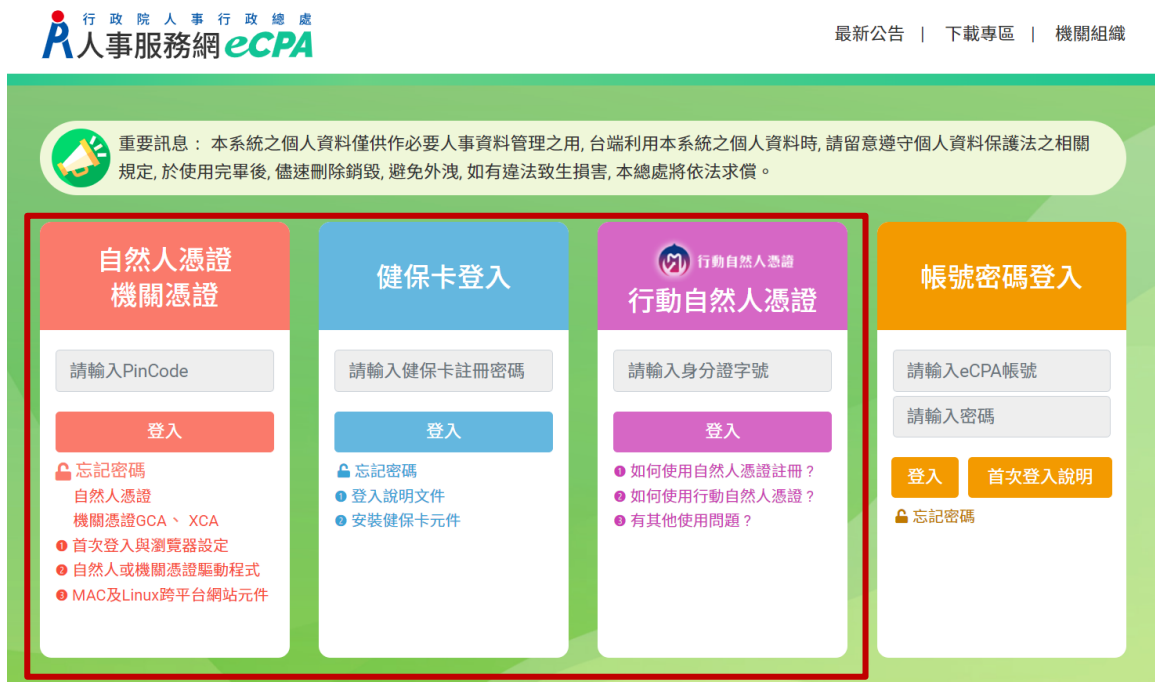 行政院人事行政總處
人事服務網eCPA
最新公告 | 下載專區 | 機關組織
重要訊息： 本系統之個人資料僅供作必要人事資料管理之用, 台端利用本系統之個人資料時, 請留意遵守個人資料保護法之相關
規定, 於使用完畢後, 儘速刪除銷毀, 避免外洩, 如有違法致生損害, 本總處將依法求償。
自然人憑證
機關憑證
請輸入PinCode
登入
忘記密碼
自然人憑證
機關憑證GCA、 XCA
❶ 首次登入與瀏覽器設定
❷ 自然人或機關憑證驅動程式
❸ MAC及Linux跨平台網站元件
健保卡登入
請輸入健保卡註冊密碼
登入
忘記密碼
❶ 登入說明文件
❷ 安裝健保卡元件
行動自然人憑證
行動自然人憑證
請輸入身分證字號
登入
❶ 如何使用自然人憑證註冊？
❷ 如何使用行動自然人憑證？
❸ 有其他使用問題？
帳號密碼登入
請輸入eCPA帳號
請輸入密碼
登入 首次登入說明
忘記密碼